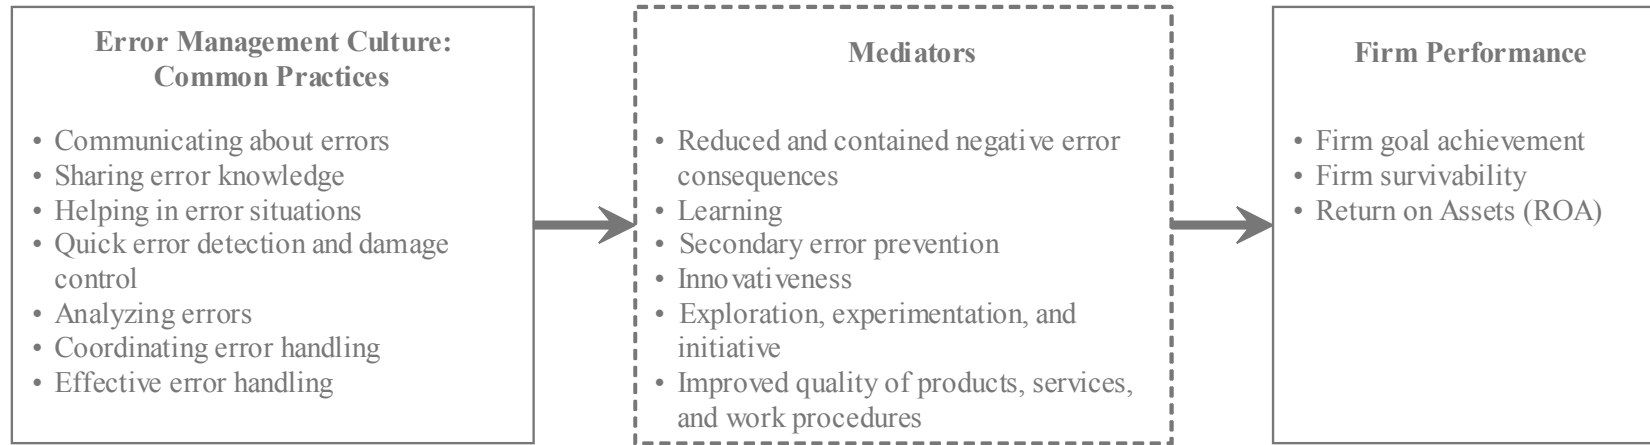 Error Management Culture:
Common Practices
• Communicating about errors
• Sharing error knowledge
• Helping in error situations
• Quick error detection and damage
control
• Analyzing errors
• Coordinating error handling
• Effective error handling
Mediators
• Reduced and contained negative error
consequences
• Learning
• Secondary error prevention
• Innovativeness
• Exploration, experimentation, and
initiative
• Improved quality of products, services,
and work procedures
Firm Performance
• Firm goal achievement
• Firm survivability
• Return on Assets (ROA)